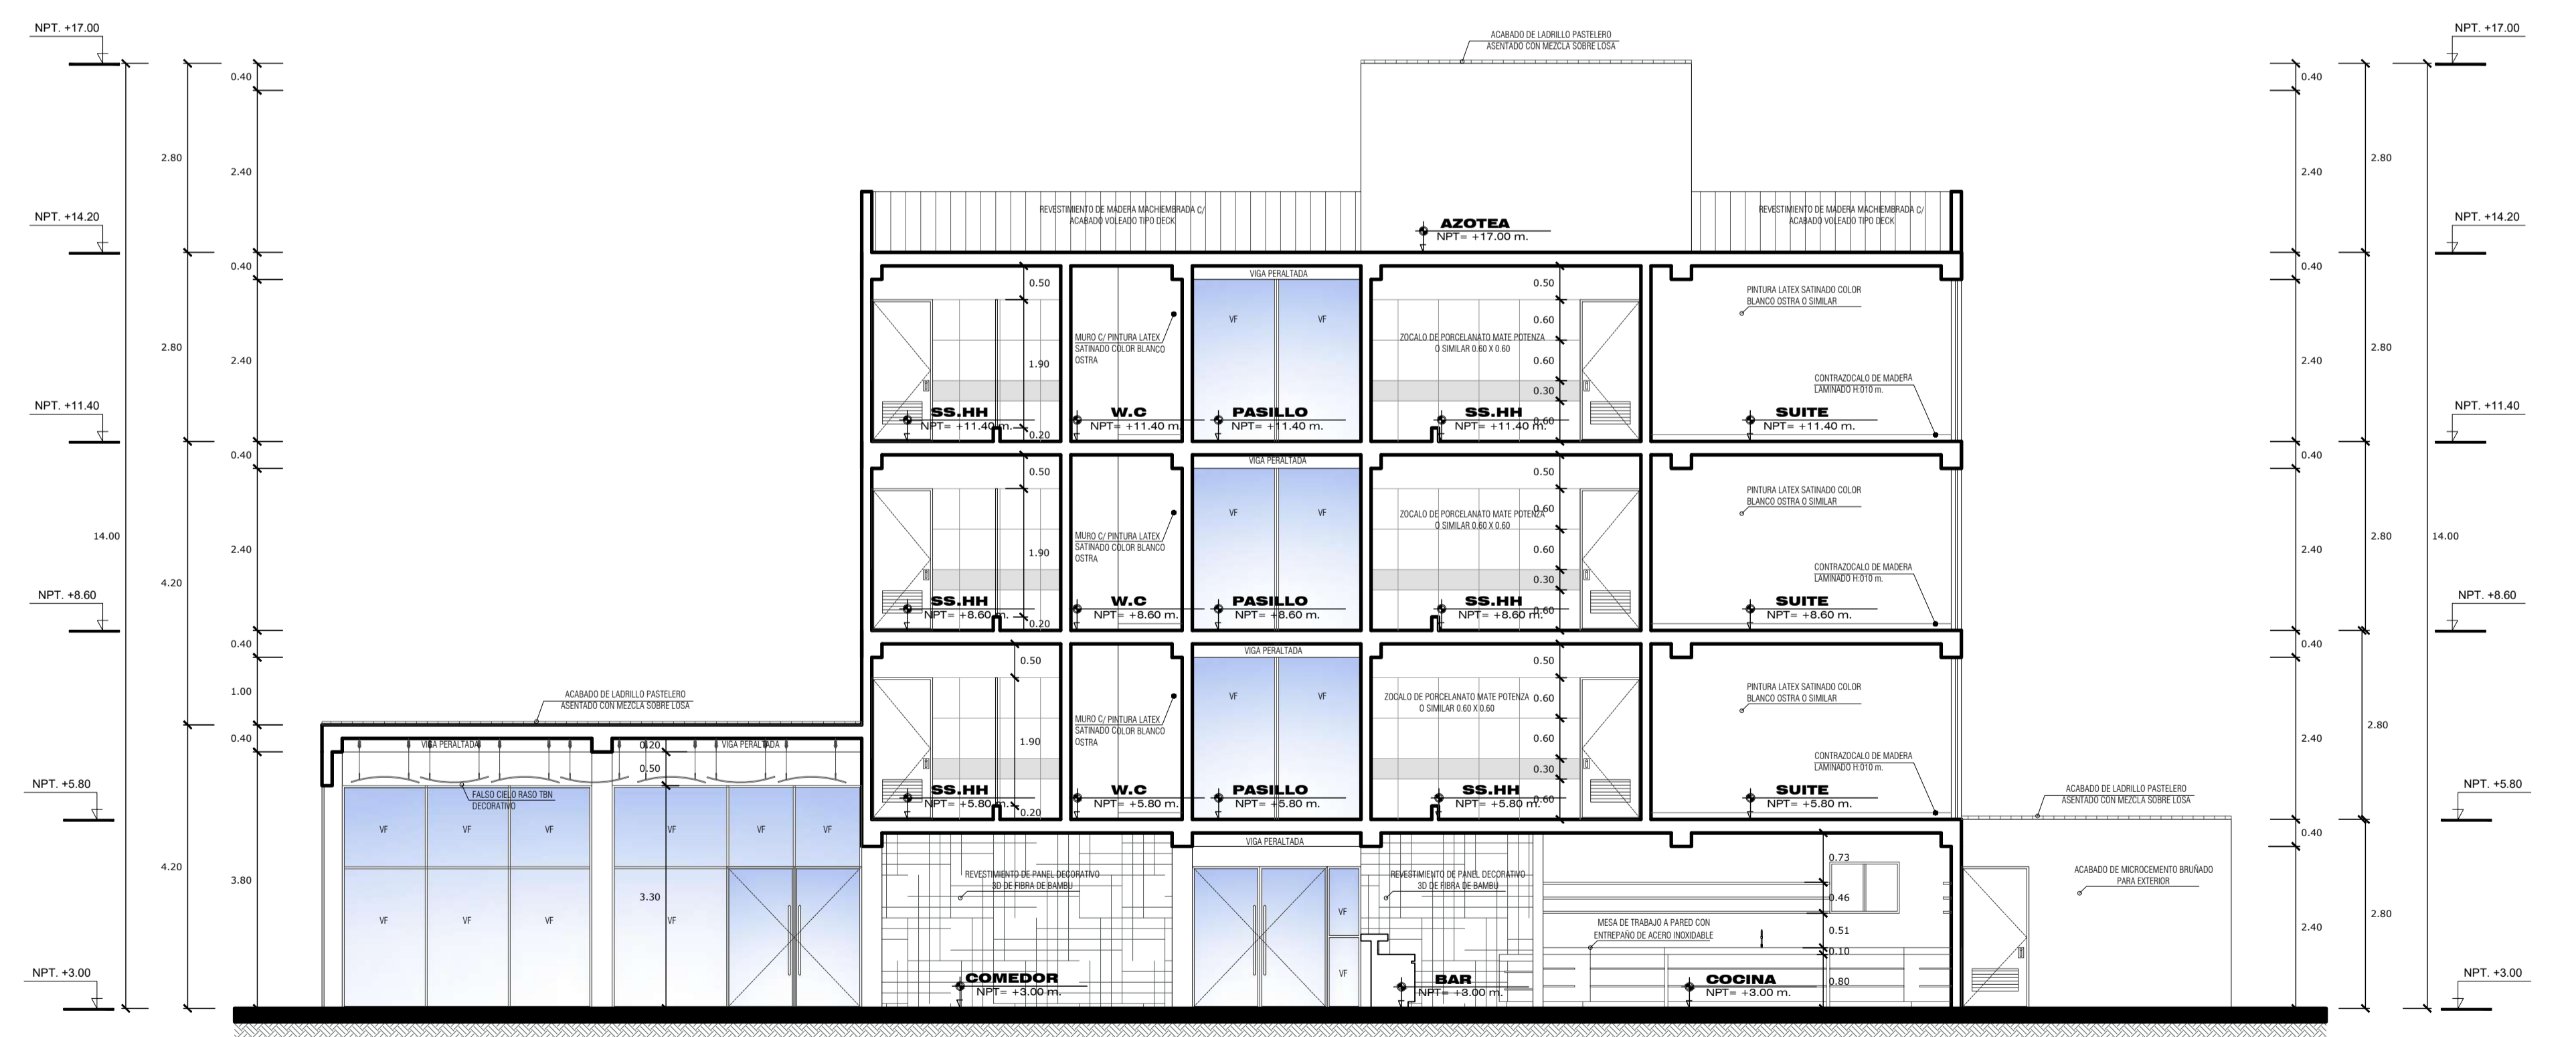 NPT. +17.00
NPT. +17.00
ACABADO DE LADRILLO PASTELERO
ASENTADO CON MEZCLA SOBRE LOSA
0.40
0.40
2.80
2.40
2.40
2.80
REVESTIMIENTO DE MADERA MACHIEMBRADA C/
ACABADO VOLEADO TIPO DECK
REVESTIMIENTO DE MADERA MACHIEMBRADA C/
ACABADO VOLEADO TIPO DECK
NPT. +14.20
NPT. +14.20
AZOTEA
NPT= +17.00 m.
0.40
0.40
VIGA PERALTADA
0.50
0.50
PINTURA LATEX SATINADO COLOR
BLANCO OSTRA O SIMILAR
VF
VF
0.60
MURO C/ PINTURA LATEX
SATINADO COLOR BLANCO
OSTRA
ZOCALO DE PORCELANATO MATE POTENZA
O SIMILAR 0.60 X 0.60
2.80
2.40
1.90
0.60
2.40
2.80
CONTRAZOCALO DE MADERA
LAMINADO H:010 m.
0.30
NPT. +11.40
NPT. +11.40
SS.HH
NPT= +11.40 m.
W.C
NPT= +11.40 m.
PASILLO
NPT= +11.40 m.
SS.HH
NPT= +11.40 m.
SUITE
NPT= +11.40 m.
0.60
0.20
0.40
0.40
VIGA PERALTADA
0.50
0.50
PINTURA LATEX SATINADO COLOR
BLANCO OSTRA O SIMILAR
VF
VF
0.60
MURO C/ PINTURA LATEX
SATINADO COLOR BLANCO
OSTRA
ZOCALO DE PORCELANATO MATE POTENZA
O SIMILAR 0.60 X 0.60
14.00
2.40
1.90
0.60
2.40
2.80
14.00
4.20
CONTRAZOCALO DE MADERA
LAMINADO H:010 m.
0.30
NPT. +8.60
NPT. +8.60
SS.HH
NPT= +8.60 m.
W.C
NPT= +8.60 m.
PASILLO
NPT= +8.60 m.
SS.HH
NPT= +8.60 m.
SUITE
NPT= +8.60 m.
0.60
0.20
0.40
0.40
VIGA PERALTADA
0.50
0.50
1.00
ACABADO DE LADRILLO PASTELERO
ASENTADO CON MEZCLA SOBRE LOSA
PINTURA LATEX SATINADO COLOR
BLANCO OSTRA O SIMILAR
VF
VF
0.60
MURO C/ PINTURA LATEX
SATINADO COLOR BLANCO
OSTRA
ZOCALO DE PORCELANATO MATE POTENZA
O SIMILAR 0.60 X 0.60
2.80
0.40
VIGA PERALTADA
0.20
VIGA PERALTADA
1.90
0.60
2.40
0.50
0.30
CONTRAZOCALO DE MADERA
LAMINADO H:010 m.
NPT. +5.80
NPT. +5.80
FALSO CIELO RASO TBN
DECORATIVO
SS.HH
NPT= +5.80 m.
W.C
NPT= +5.80 m.
PASILLO
NPT= +5.80 m.
SS.HH
NPT= +5.80 m.
SUITE
NPT= +5.80 m.
0.60
0.20
ACABADO DE LADRILLO PASTELERO
ASENTADO CON MEZCLA SOBRE LOSA
VF
VF
VF
VF
VF
VF
0.40
VIGA PERALTADA
0.73
4.20
3.80
REVESTIMIENTO DE PANEL DECORATIVO
3D DE FIBRA DE BAMBU
REVESTIMIENTO DE PANEL DECORATIVO
3D DE FIBRA DE BAMBU
ACABADO DE MICROCEMENTO BRUÑADO
PARA EXTERIOR
3.30
0.46
VF
2.80
VF
VF
VF
VF
MESA DE TRABAJO A PARED CON
ENTREPAÑO DE ACERO INOXIDABLE
0.51
2.40
0.10
NPT. +3.00
NPT. +3.00
VF
COMEDOR
NPT= +3.00 m.
BAR
NPT= +3.00 m.
COCINA
NPT= +3.00 m.
0.80